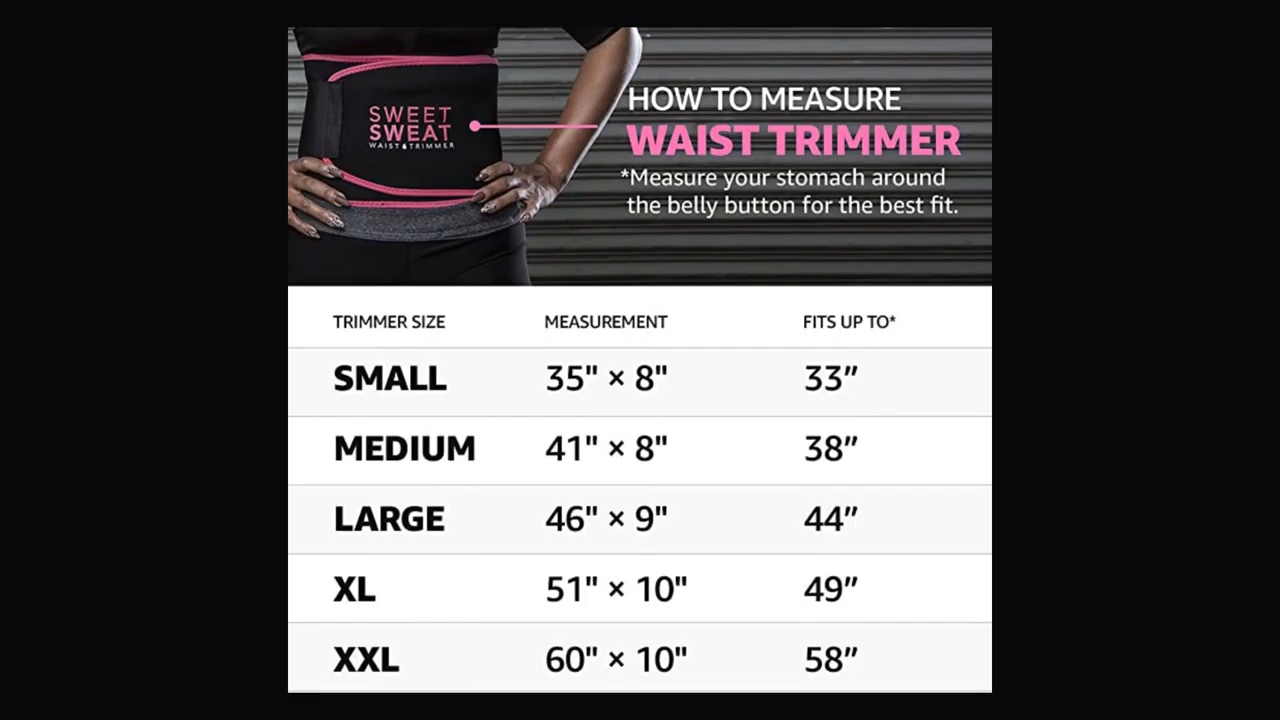 SWEET
SWEAT
WAIST TRIMMER
HOW TO MEASURE
WAIST TRIMMER
*Measure your stomach around
the belly button for the best fit.
TRIMMER SIZE MEASUREMENT FITS UP TO*
SMALL 35" × 8" 33”
MEDIUM 41" × 8" 38”
LARGE 46" × 9" 44”
XL 51" × 10" 49”
XXL 60" × 10" 58”